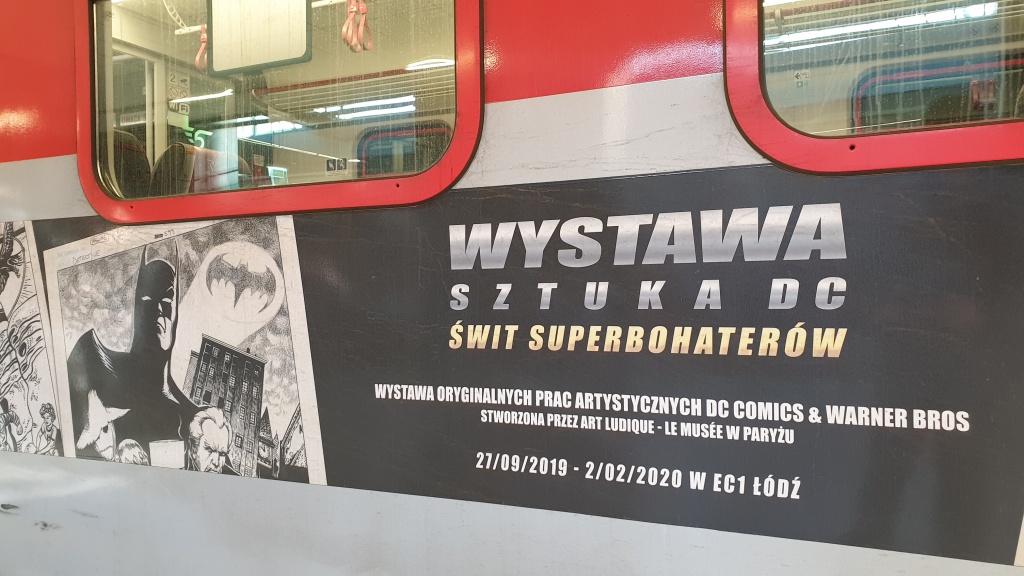 WYSTAWA
SZTUKA DC
ŚWIT SUPERBOHATERÓW
WYSTAWA ORYGINALNYCH PRAC ARTYSTYCZNYCH DC COMICS & WARNER BROS
STWORZONA PRZEZ ART LUDIQUE - LE MUSÉE W PARYŻU
27/09/2019 - 2/02/2020 W EC1 ŁÓDŹ